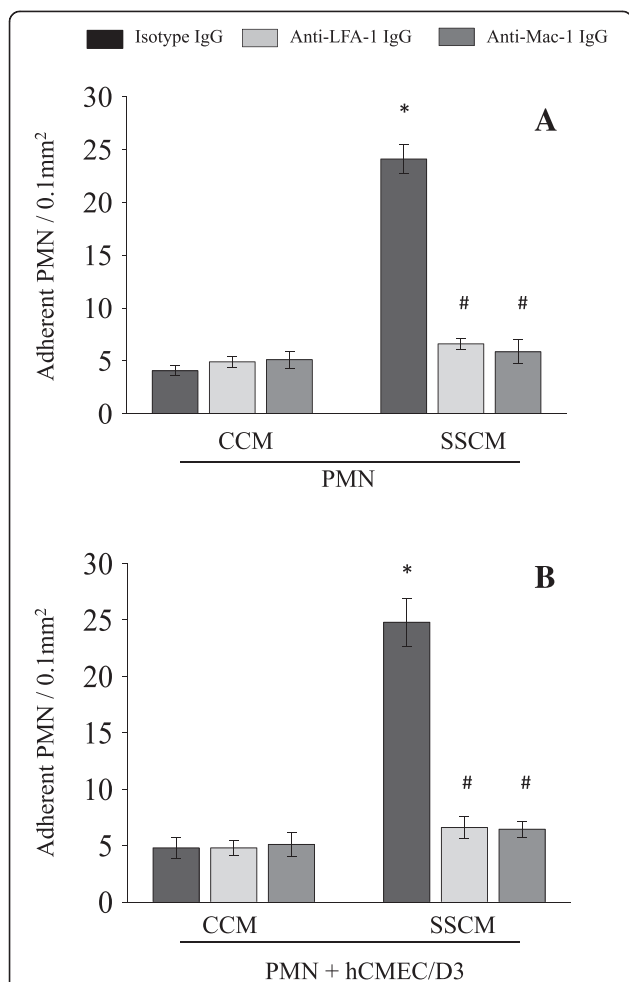 Isotype IgG Anti-LFA-1 IgG Anti-Mac-1 IgG
A
Adherent PMN / 0.1mm²
30
25
20
15
10
5
0
*
# #
CCM SSCM
PMN
B
Adherent PMN / 0.1mm²
30
25
20
15
10
5
0
*
# #
CCM SSCM
PMN + hCMEC/D3